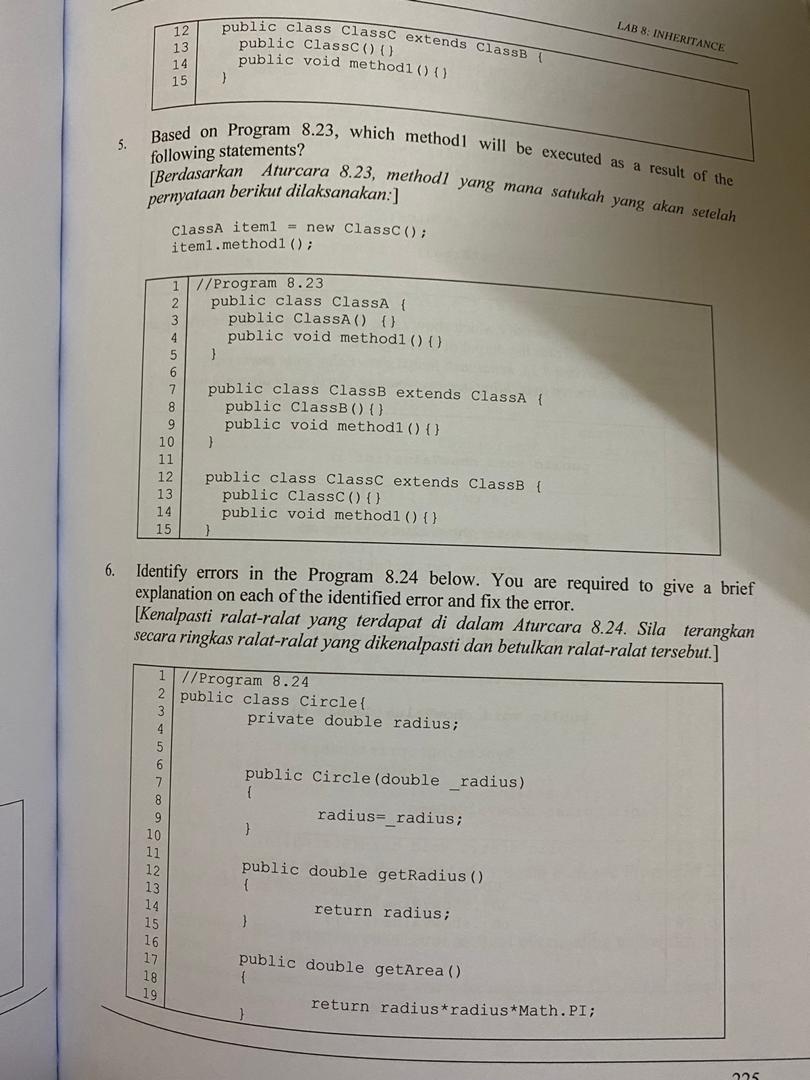 LAB 8: INHERITANCE
12 public class ClassC extends ClassB {
13 public ClassC(){}
14 public void method1(){}
15 }
5. Based on Program 8.23, which method1 will be executed as a result of the
following statements?
[Berdasarkan Aturcara 8.23, method1 yang mana satukah yang akan setelah
pernyataan berikut dilaksanakan:]
ClassA item1 = new ClassC();
item1.method1();
1 //Program 8.23
2 public class ClassA {
3 public ClassA() {}
4 public void method1(){}
5 }
6
7 public class ClassB extends ClassA {
8 public ClassB(){}
9 public void method1(){}
10 }
11
12 public class ClassC extends ClassB {
13 public ClassC(){}
14 public void method1(){}
15 }
6. Identify errors in the Program 8.24 below. You are required to give a brief
explanation on each of the identified error and fix the error.
[Kenalpasti ralat-ralat yang terdapat di dalam Aturcara 8.24. Sila terangkan
secara ringkas ralat-ralat yang dikenalpasti dan betulkan ralat-ralat tersebut.]
1 //Program 8.24
2 public class Circle{
3 private double radius;
4
5
6
7 public Circle(double _radius)
8 {
9 radius=_radius;
10 }
11
12 public double getRadius()
13 {
14 return radius;
15 }
16
17 public double getArea()
18 {
19 return radius*radius*Math.PI;
}
225